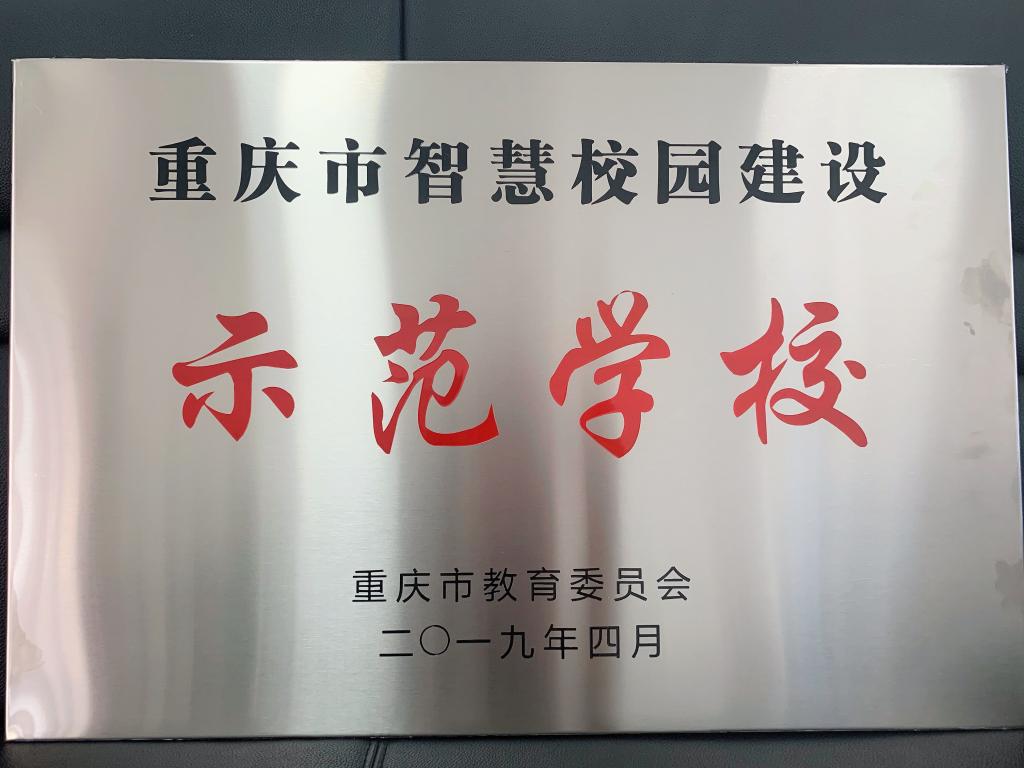 重庆市智慧校园建设
示范学校
重庆市教育委员会
二〇一九年四月